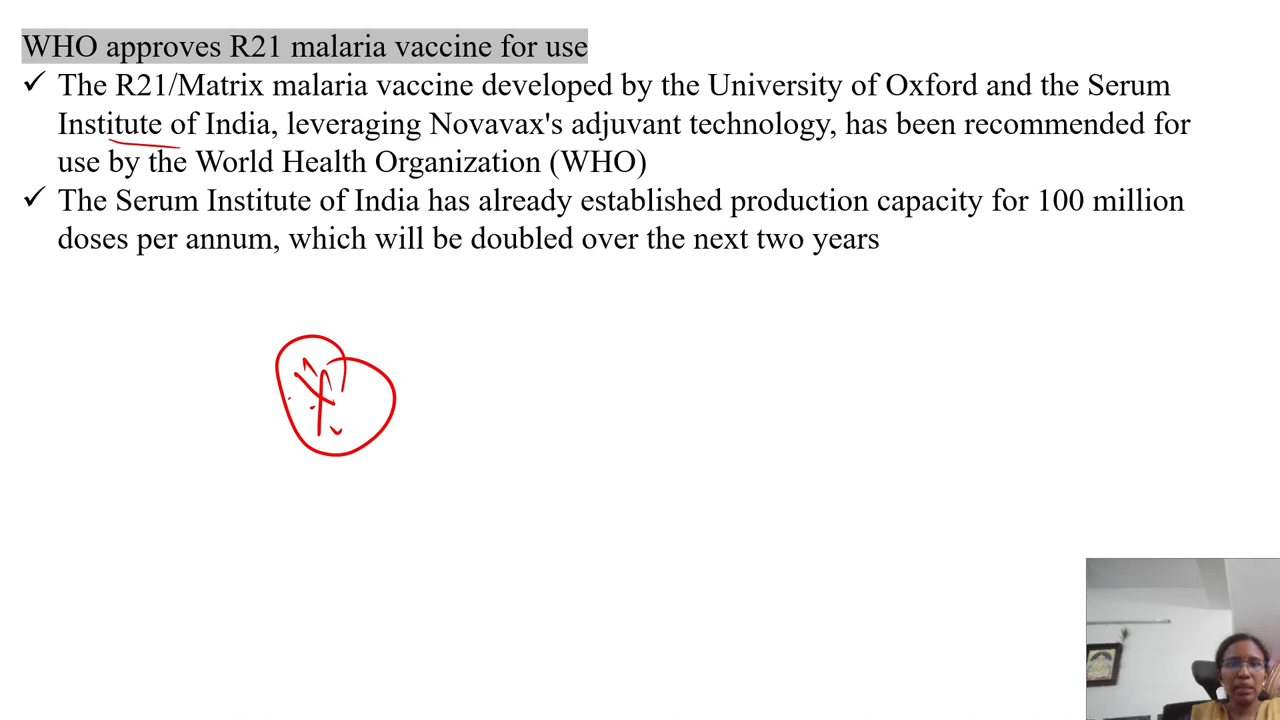 WHO approves R21 malaria vaccine for use
✓ The R21/Matrix malaria vaccine developed by the University of Oxford and the Serum
Institute of India, leveraging Novavax's adjuvant technology, has been recommended for
use by the World Health Organization (WHO)
✓ The Serum Institute of India has already established production capacity for 100 million
doses per annum, which will be doubled over the next two years